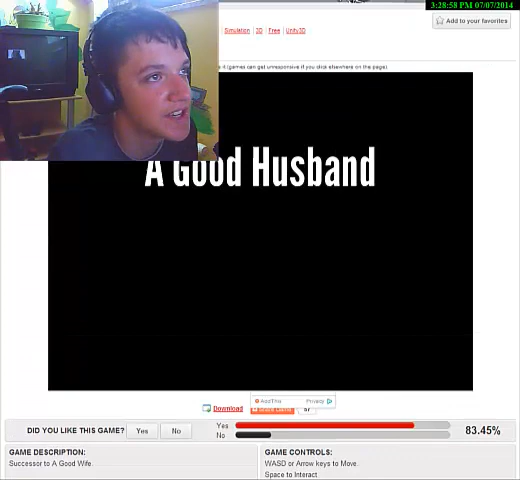 3:28:58 PM 07/07/2014
Add to your favorites
Simulation | 3D | Free | Unity3D
(games can get unresponsive if you click elsewhere on the page).
A Good Husband
AddThis Privacy
Download
57
DID YOU LIKE THIS GAME? Yes No Yes No 83.45%
GAME DESCRIPTION:
Successor to A Good Wife.
GAME CONTROLS:
WASD or Arrow keys to Move.
Space to Interact